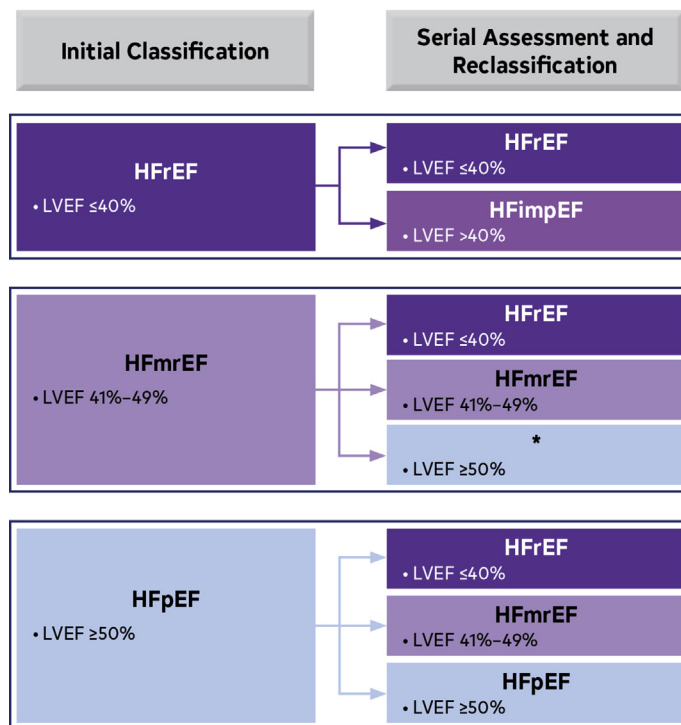 Initial Classification
Serial Assessment and
Reclassification
HFrEF
• LVEF ≤40%
HFrEF
• LVEF ≤40%
HFimpEF
• LVEF >40%
HFmrEF
• LVEF 41%–49%
HFrEF
• LVEF ≤40%
HFmrEF
• LVEF 41%–49%
*
• LVEF ≥50%
HFpEF
• LVEF ≥50%
HFrEF
• LVEF ≤40%
HFmrEF
• LVEF 41%–49%
HFpEF
• LVEF ≥50%